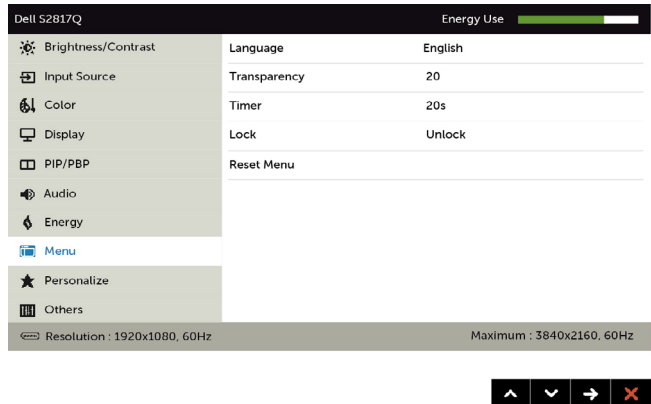 Dell S2817Q Energy Use
Brightness/Contrast
Input Source
Color
Display
PIP/PBP
Audio
Energy
Menu
Personalize
Others
Language English
Transparency 20
Timer 20s
Lock Unlock
Reset Menu
Resolution : 1920x1080, 60Hz Maximum : 3840x2160, 60Hz